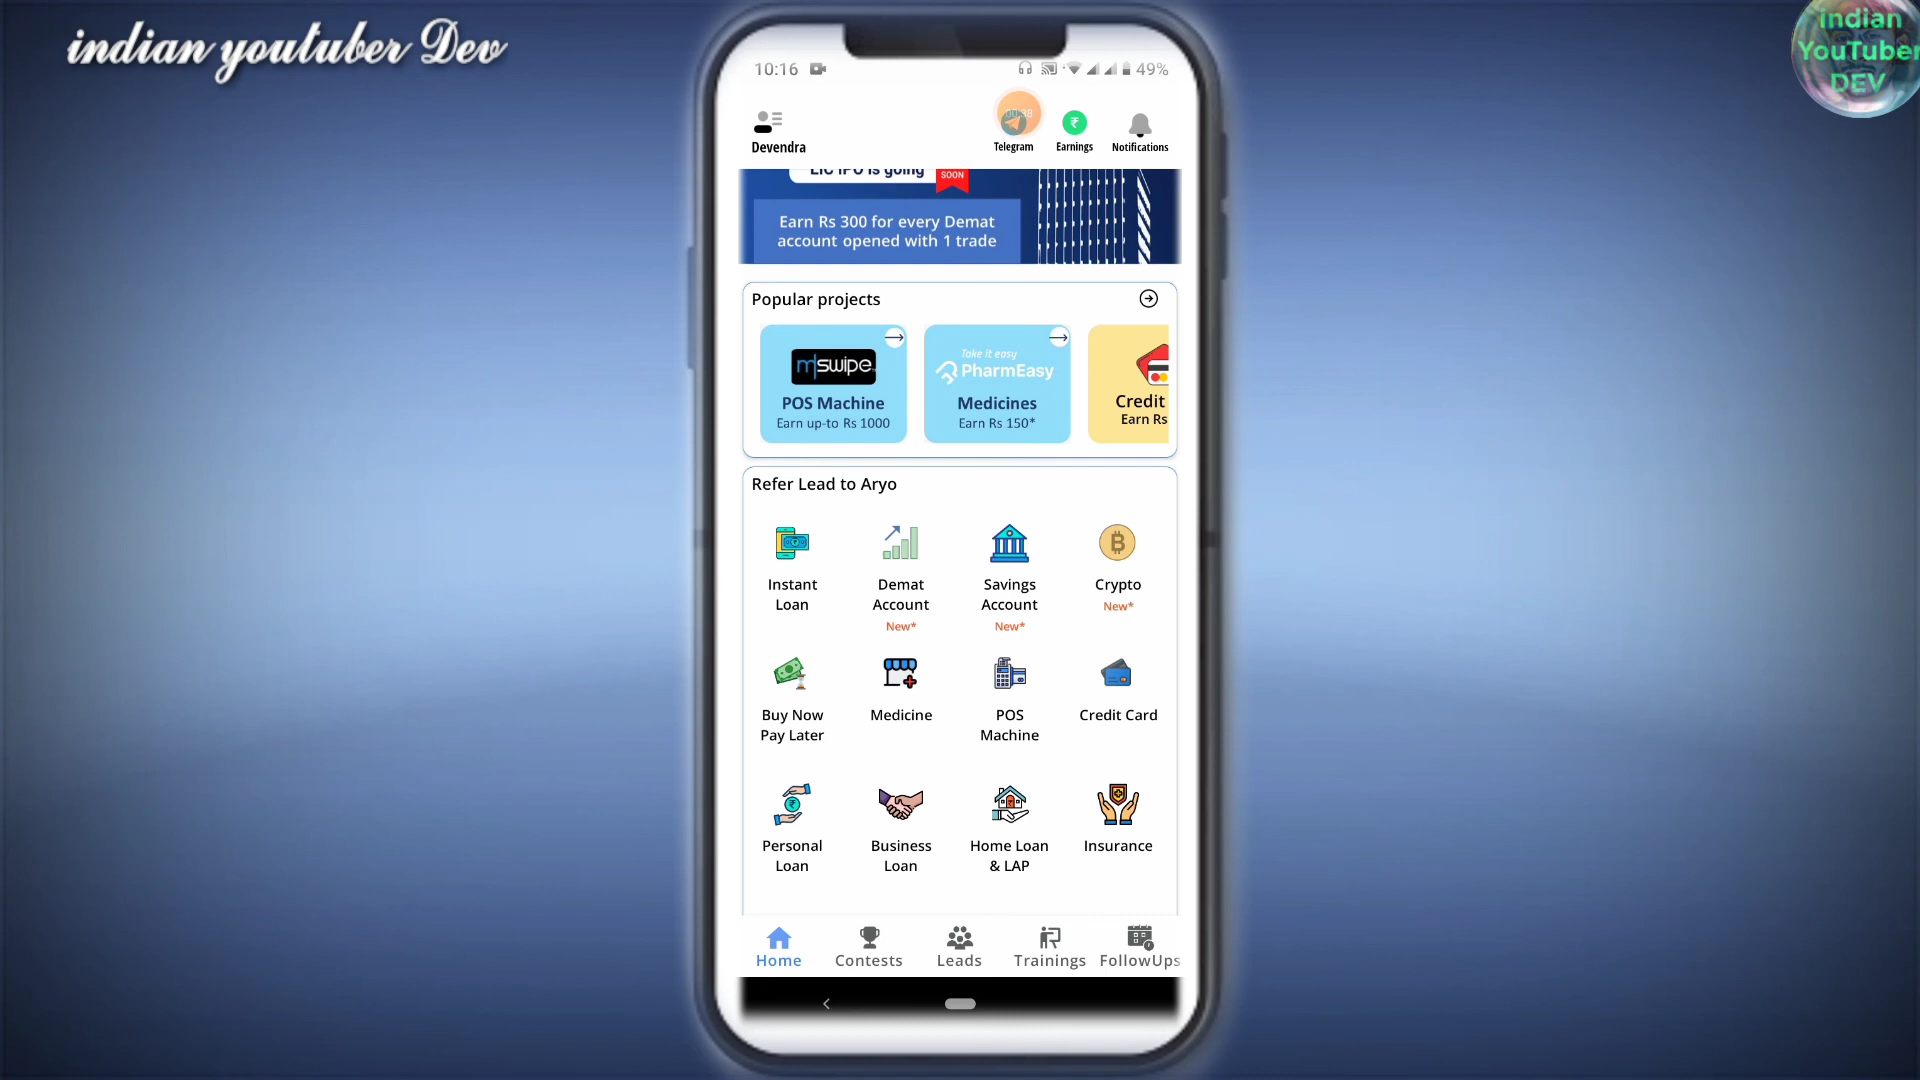 indian youtuber Dev
indian
YouTuber
DEV
10:16
49%
Devendra
Telegram
Earnings
Notifications
LIC IPO is going
SOON
Earn Rs 300 for every Demat
account opened with 1 trade
Popular projects
mswipe
POS Machine
Earn up-to Rs 1000
Take it easy
PharmEasy
Medicines
Earn Rs 150*
Credit
Earn Rs
Refer Lead to Aryo
Instant
Loan
Demat
Account
New*
Savings
Account
New*
Crypto
New*
Buy Now
Pay Later
Medicine
POS
Machine
Credit Card
Personal
Loan
Business
Loan
Home Loan
& LAP
Insurance
Home
Contests
Leads
Trainings
FollowUps